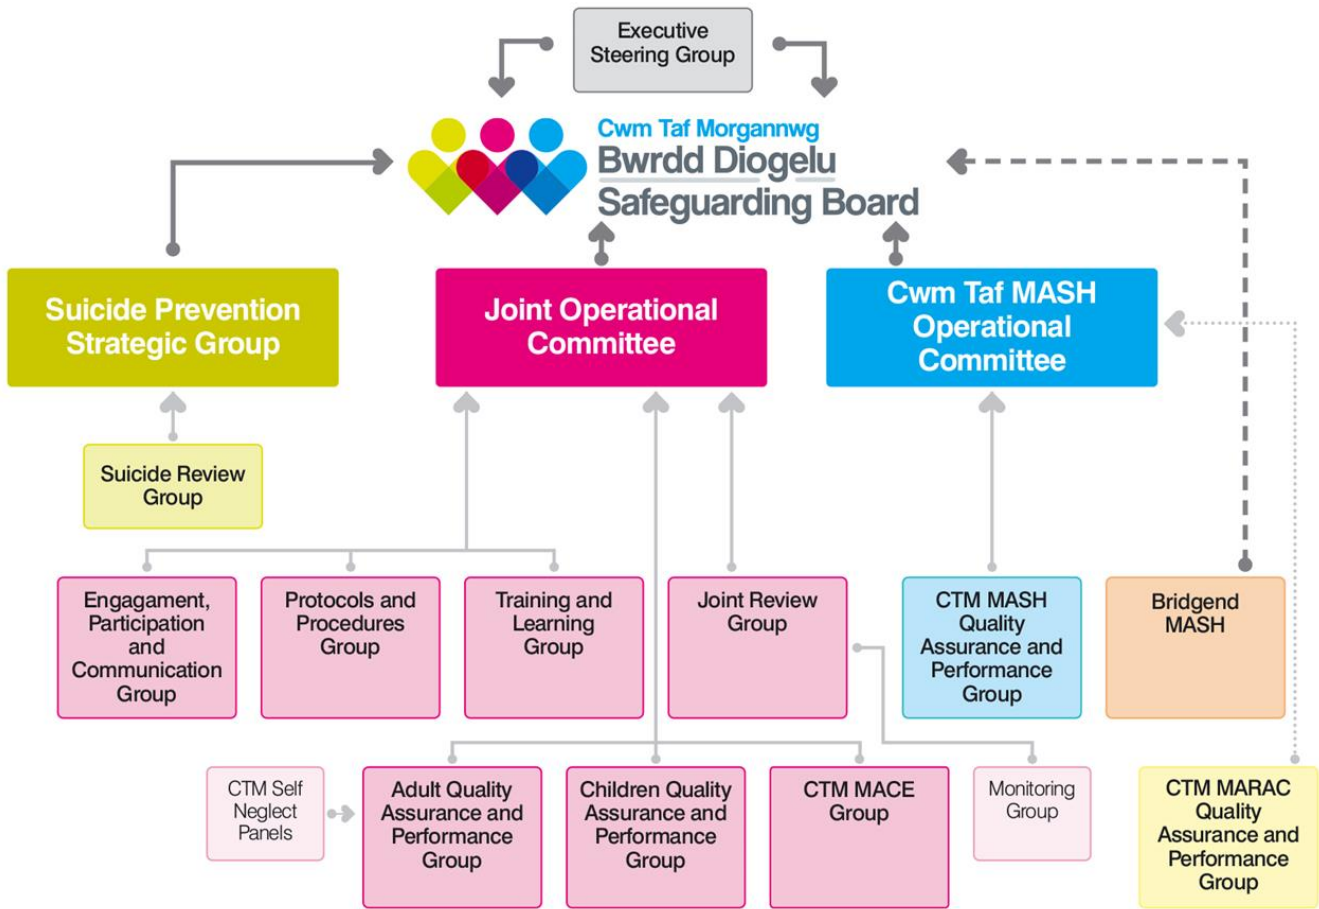 Executive
Steering Group
Cwm Taf Morgannwg
Bwrdd Diogelu
Safeguarding Board
Suicide Prevention
Strategic Group
Joint Operational
Committee
Cwm Taf MASH
Operational
Committee
Suicide Review
Group
Engagament,
Participation
and
Communication
Group
Protocols and
Procedures
Group
Training and
Learning Group
Joint Review
Group
CTM MASH
Quality
Assurance and
Performance
Group
Bridgend
MASH
CTM Self
Neglect
Panels
Adult Quality
Assurance and
Performance
Group
Children Quality
Assurance and
Performance
Group
CTM MACE
Group
Monitoring
Group
CTM MARAC
Quality
Assurance and
Performance
Group